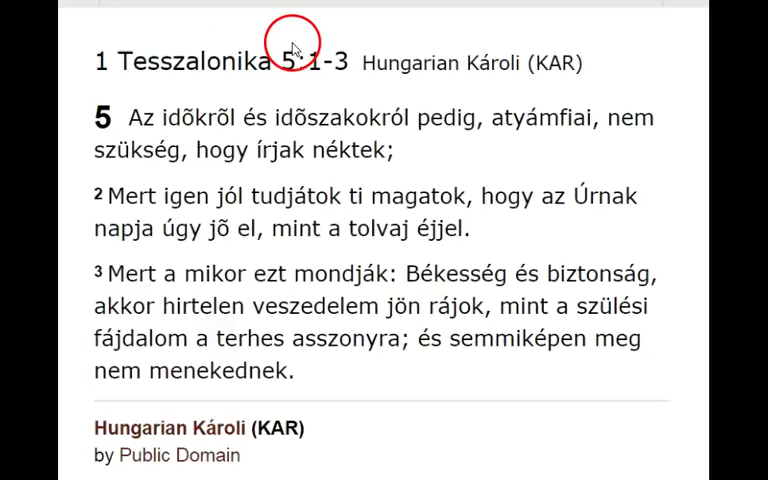 1 Tesszalonika 5:1-3 Hungarian Károli (KAR)
5 Az idõkrõl és idõszakokról pedig, atyámfiai, nem
szükség, hogy írjak néktek;
2 Mert igen jól tudjátok ti magatok, hogy az Úrnak
napja úgy jõ el, mint a tolvaj éjjel.
3 Mert a mikor ezt mondják: Békesség és biztonság,
akkor hirtelen veszedelem jön rájok, mint a szülési
fájdalom a terhes asszonyra; és semmiképen meg
nem menekednek.
Hungarian Károli (KAR)
by Public Domain